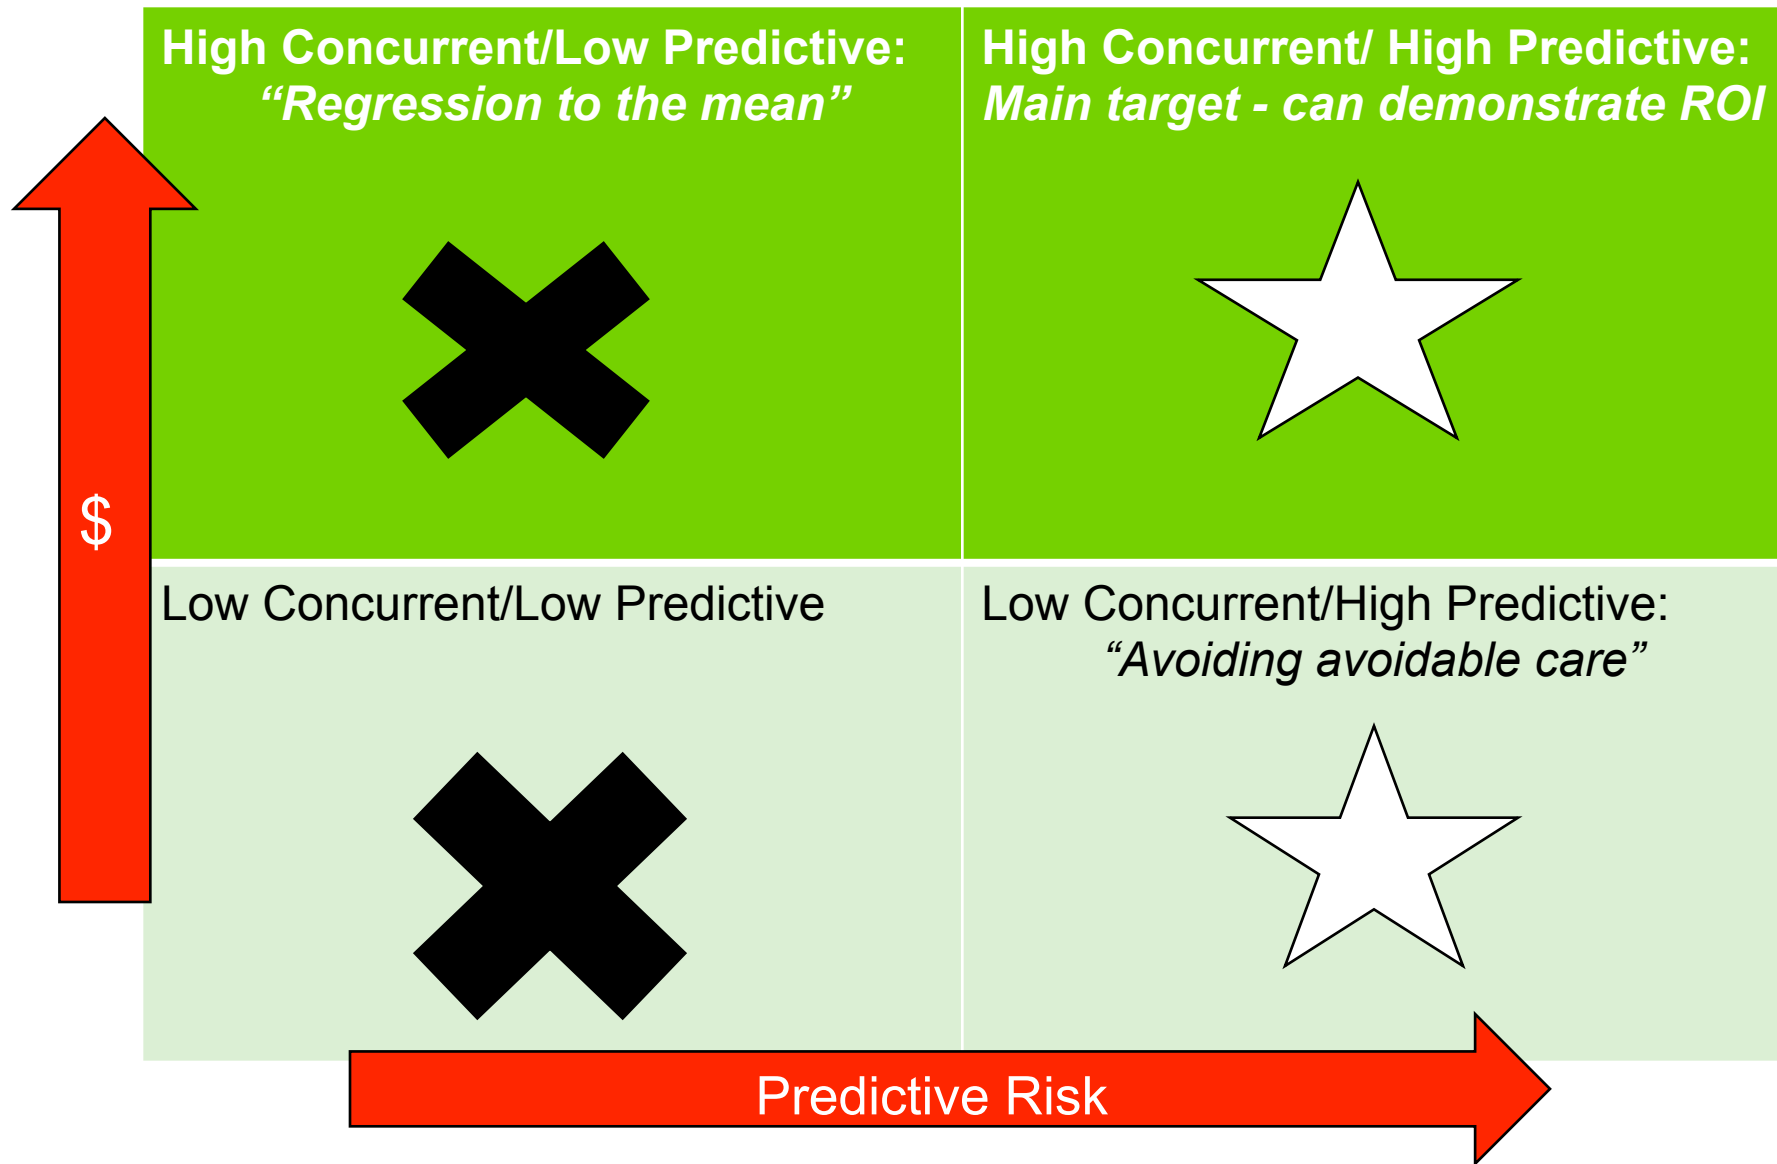 High Concurrent/Low Predictive:
“Regression to the mean”
High Concurrent/ High Predictive:
Main target - can demonstrate ROI
$
Low Concurrent/Low Predictive
Low Concurrent/High Predictive:
“Avoiding avoidable care”
Predictive Risk